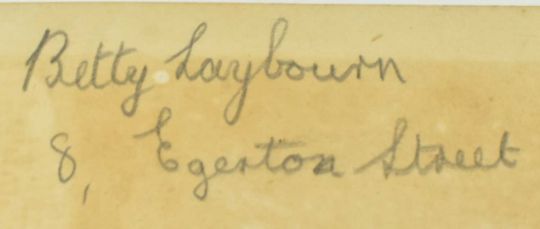 Betty Laybourn
8, Egerton Street